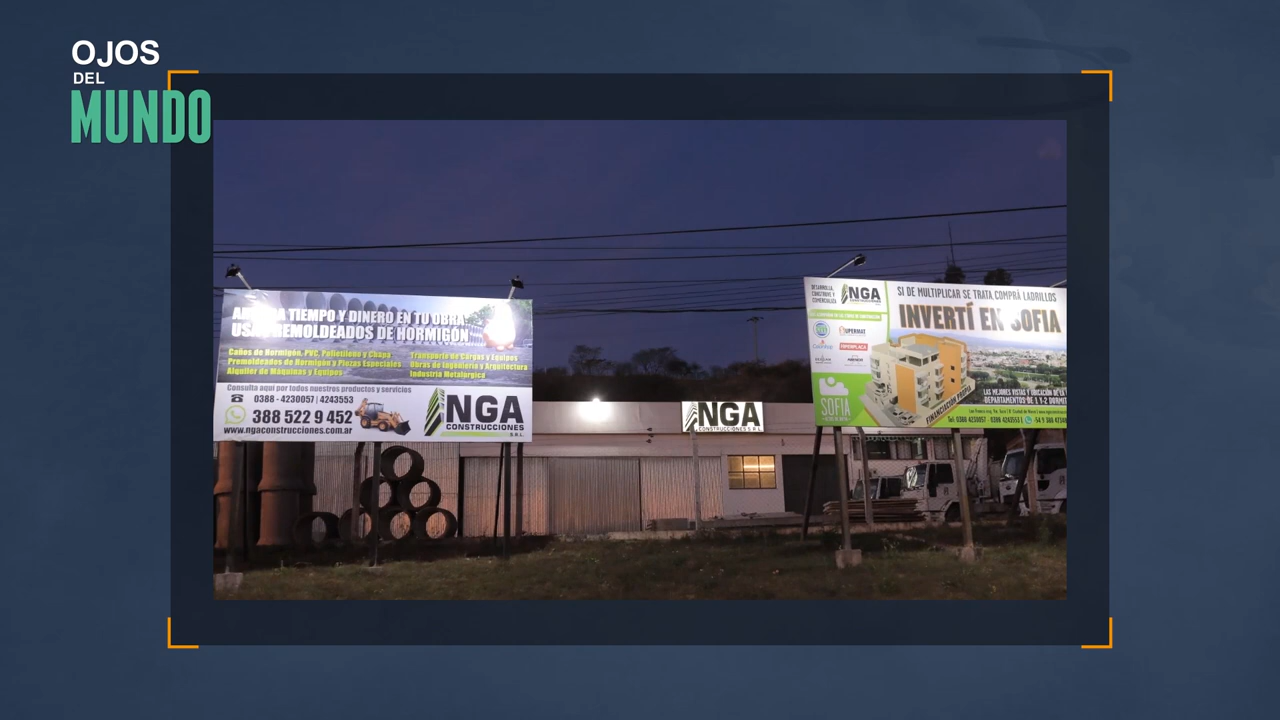 OJOS
DEL
MUNDO
TIEMPO Y DINERO EN TU OBRA
PREMOLDEADOS DE HORMIGÓN
Caños de Hormigón, PVC, Polietileno y Chapa
Premoldeados de Hormigón y Piezas Especiales
Alquiler de Máquinas y Equipos
Transporte de Cargas y Equipos
Obras de Ingeniería y Arquitectura
Industria Metalúrgica
Consulta aquí por todos nuestros productos y servicios
0388 - 4230057 | 4243553
388 522 9 452
www.ngaconstrucciones.com.ar
NGA
CONSTRUCCIONES
S.R.L.
NGA
CONSTRUCCIONES S.R.L.
DESARROLLA
CONSTRUYE Y
COMERCIALIZA
NGA
CONSTRUCCIONES
SI DE MULTIPLICAR SE TRATA, COMPRÁ LADRILLOS
INVERTÍ EN SOFIA
SUPERMAT
SOFIA
FINANCIACIÓN
LAS MEJORES VISTAS Y UBICACIÓN DE LA
DEPARTAMENTOS DE 1 Y 2